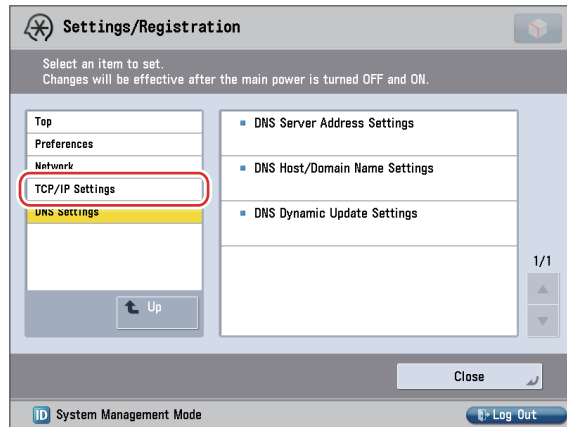 Settings/Registration
Select an item to set.
Changes will be effective after the main power is turned OFF and ON.
Top
Preferences
Network
TCP/IP Settings
DNS Settings
Up
DNS Server Address Settings
DNS Host/Domain Name Settings
DNS Dynamic Update Settings
1/1
Close
ID System Management Mode
Log Out